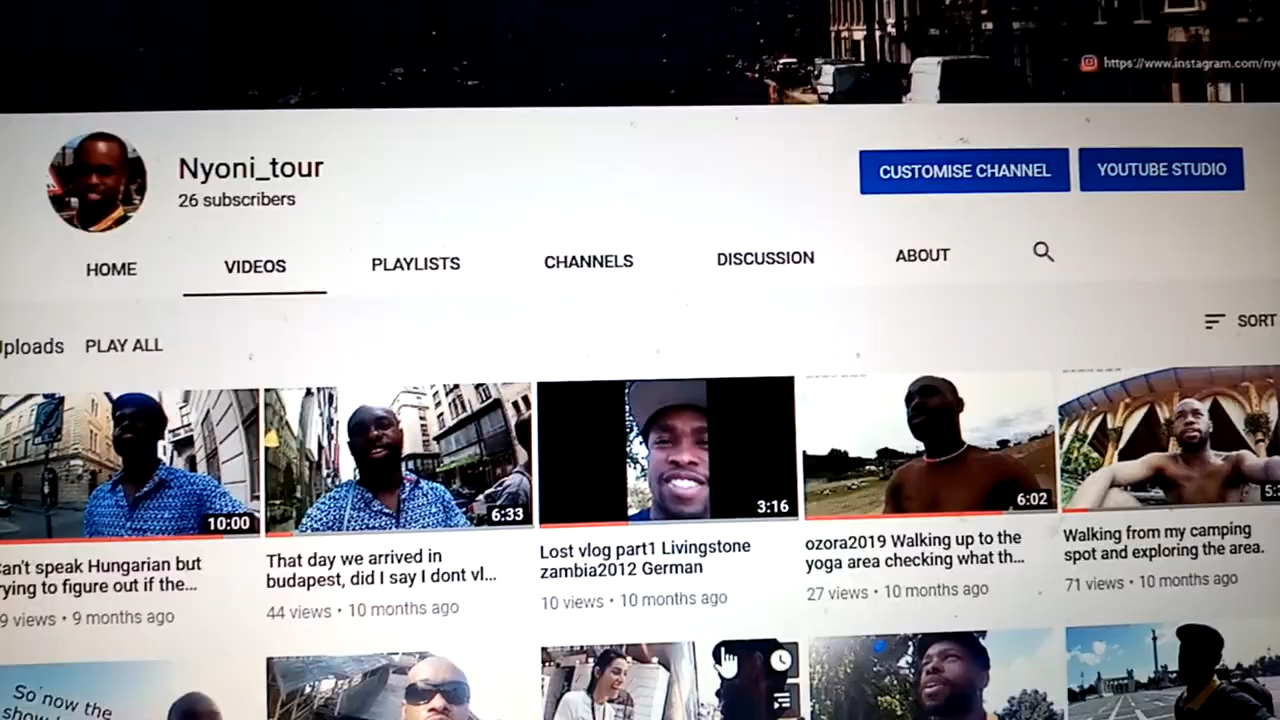 https://www.instagram.com/nye
Nyoni_tour
26 subscribers
CUSTOMISE CHANNEL
YOUTUBE STUDIO
HOME
VIDEOS
PLAYLISTS
CHANNELS
DISCUSSION
ABOUT
SORT
ploads
PLAY ALL
10:00
6:33
3:16
6:02
5:
an't speak Hungarian but
rying to figure out if the...
9 views • 9 months ago
That day we arrived in
budapest, did I say I dont vl...
44 views • 10 months ago
Lost vlog part1 Livingstone
zambia2012 German
10 views • 10 months ago
ozora2019 Walking up to the
yoga area checking what th...
27 views • 10 months ago
Walking from my camping
spot and exploring the area.
71 views • 10 months ago
So now the